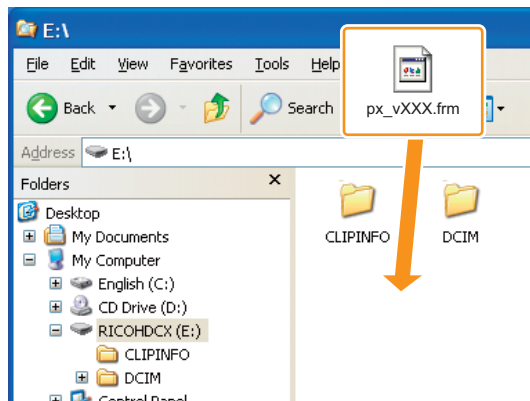 E:\
File Edit View Favorites Tools Help
px_vXXX.frm
Back Search
Address E:\
Folders ×
Desktop
My Documents
My Computer
English (C:)
CD Drive (D:)
RICOHDCX (E:)
CLIPINFO
DCIM
Control Panel
CLIPINFO DCIM